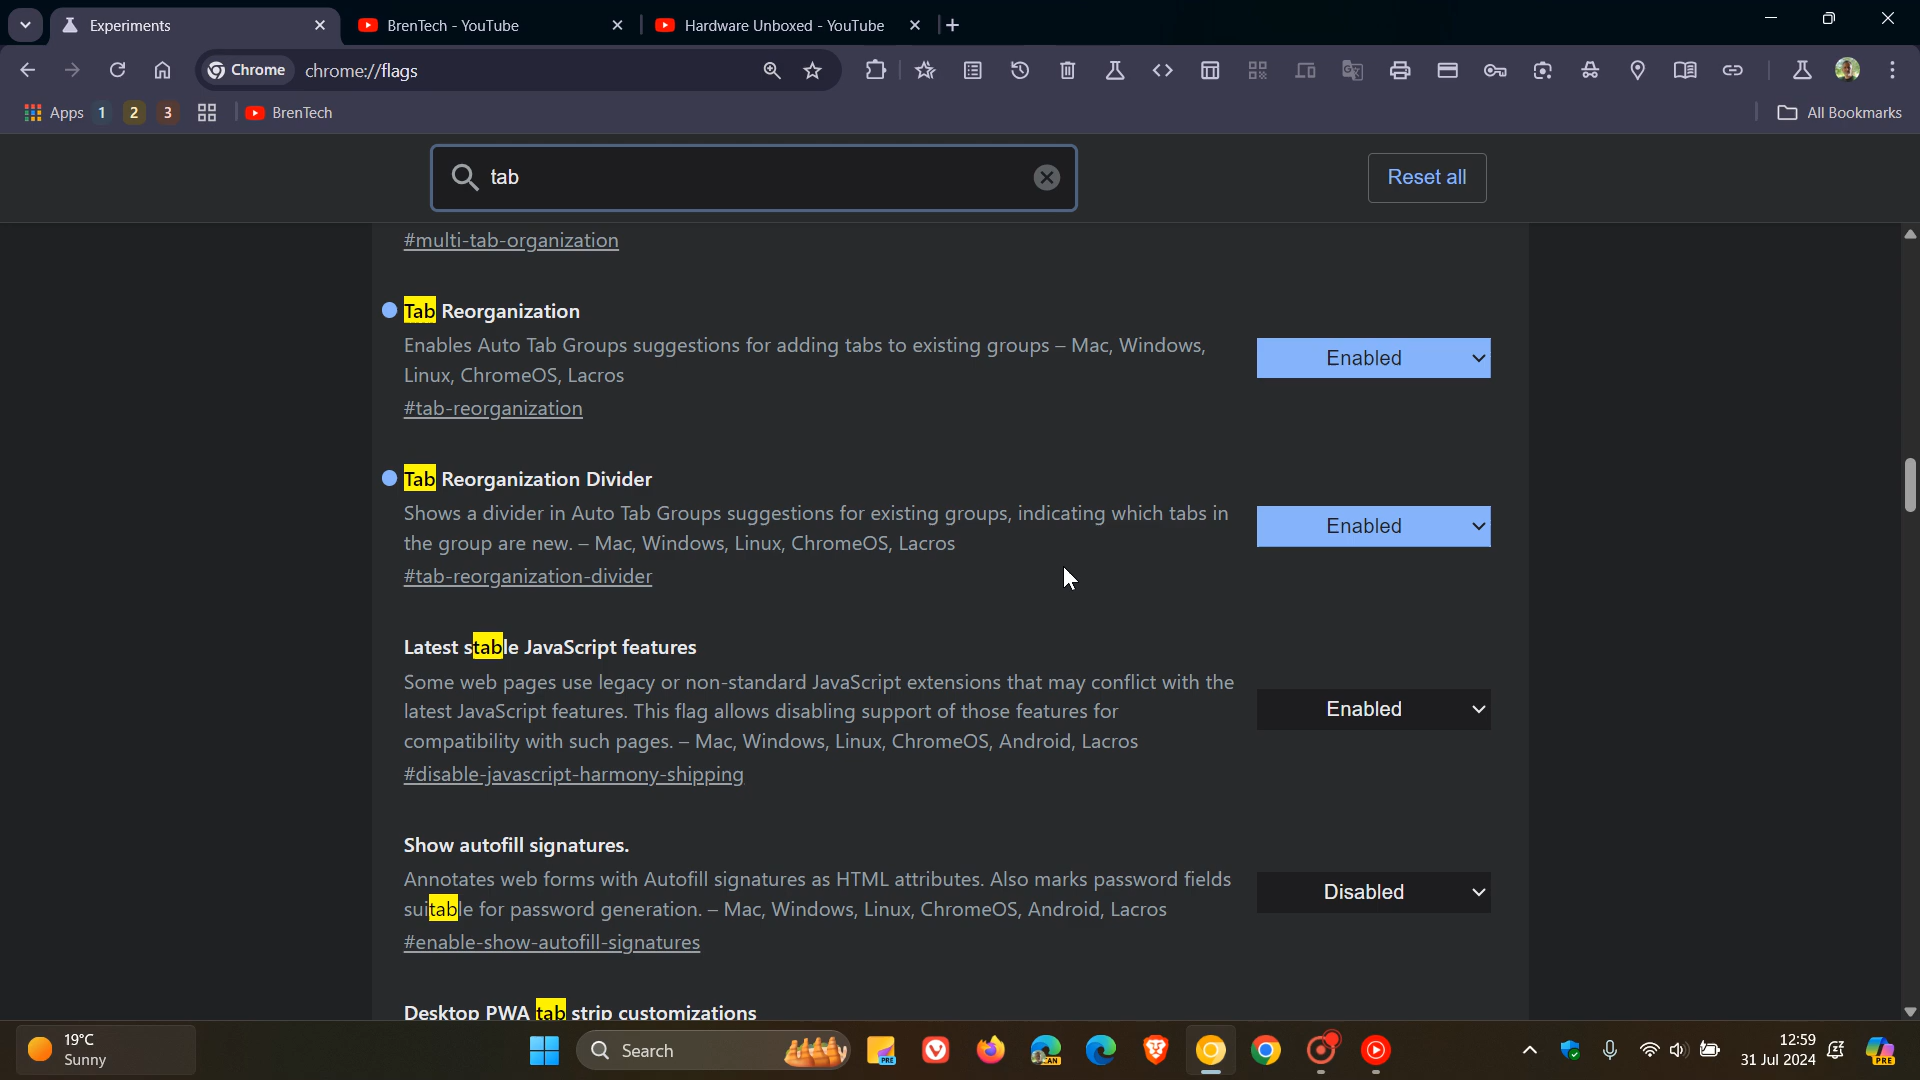 Experiments
BrenTech - YouTube
Hardware Unboxed - YouTube
Chrome
chrome://flags
Apps
1
2
3
BrenTech
All Bookmarks
tab
Reset all
#multi-tab-organization
Tab Reorganization
Enables Auto Tab Groups suggestions for adding tabs to existing groups – Mac, Windows,
Linux, ChromeOS, Lacros
#tab-reorganization
Enabled
Tab Reorganization Divider
Shows a divider in Auto Tab Groups suggestions for existing groups, indicating which tabs in
the group are new. – Mac, Windows, Linux, ChromeOS, Lacros
#tab-reorganization-divider
Enabled
Latest stable JavaScript features
Some web pages use legacy or non-standard JavaScript extensions that may conflict with the
latest JavaScript features. This flag allows disabling support of those features for
compatibility with such pages. – Mac, Windows, Linux, ChromeOS, Android, Lacros
#disable-javascript-harmony-shipping
Enabled
Show autofill signatures.
Annotates web forms with Autofill signatures as HTML attributes. Also marks password fields
suitable for password generation. – Mac, Windows, Linux, ChromeOS, Android, Lacros
#enable-show-autofill-signatures
Disabled
Desktop PWA tab strip customizations
19°C
Sunny
Search
PRE
CAN
12:59
31 Jul 2024
PRE